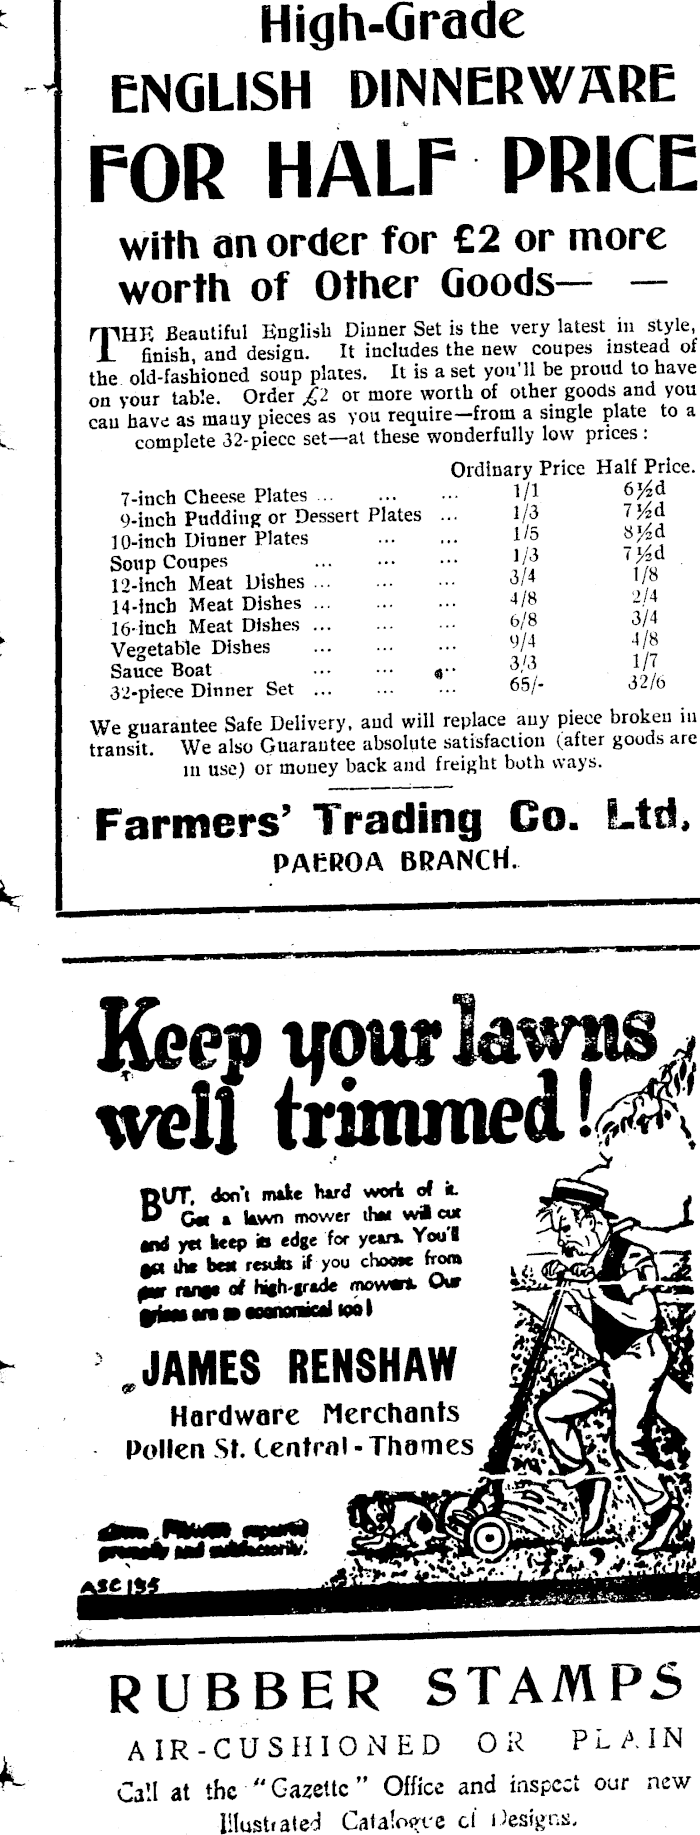 High-Grade
ENGLISH DINNERWARE
FOR HALF PRICE
with an order for £2 or more
worth of Other Goods— —
THE Beautiful English Dinner Set is the very latest in style,
finish, and design. It includes the new coupes instead of
the old-fashioned soup plates. It is a set you'll be proud to have
on your table. Order £2 or more worth of other goods and you
can have as many pieces as you require—from a single plate to a
complete 32-piece set—at these wonderfully low prices:
Ordinary Price Half Price.
7-inch Cheese Plates ... ... ... 1/1 6½d
9-inch Pudding or Dessert Plates ... 1/3 7½d
10-inch Dinner Plates ... ... 1/5 8½d
Soup Coupes ... ... ... 1/3 7½d
12-inch Meat Dishes ... ... ... 3/4 1/8
14-inch Meat Dishes ... ... ... 4/8 2/4
16-inch Meat Dishes ... ... ... 6/8 3/4
Vegetable Dishes ... ... ... 9/4 4/8
Sauce Boat ... ... ... 3/3 1/7
32-piece Dinner Set ... ... ... 65/- 32/6
We guarantee Safe Delivery, and will replace any piece broken in
transit. We also Guarantee absolute satisfaction (after goods are
in use) or money back and freight both ways.
Farmers' Trading Co. Ltd,
PAEROA BRANCH.
Keep your lawns
well trimmed!
BUT, don't make hard work of it.
Get a lawn mower that will cut
and yet keep its edge for years. You'll
get the best results if you choose from
our range of high-grade mowers. Our
prices are so economical too!
JAMES RENSHAW
Hardware Merchants
Pollen St. Central - Thames
Mowers repaired
promptly and satisfactorily.
ASC 195
RUBBER STAMPS
AIR-CUSHIONED OR PLAIN
Call at the "Gazette" Office and inspect our new
Illustrated Catalogue of Designs.